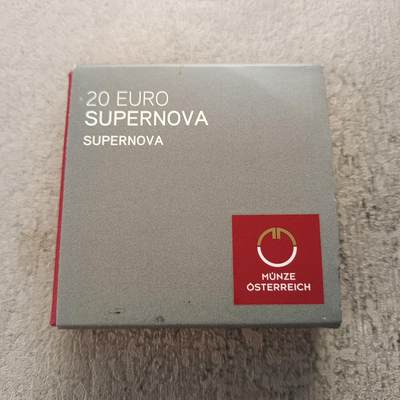 20 EURO
SUPERNOVA
SUPERNOVA
MÜNZE
ÖSTERREICH